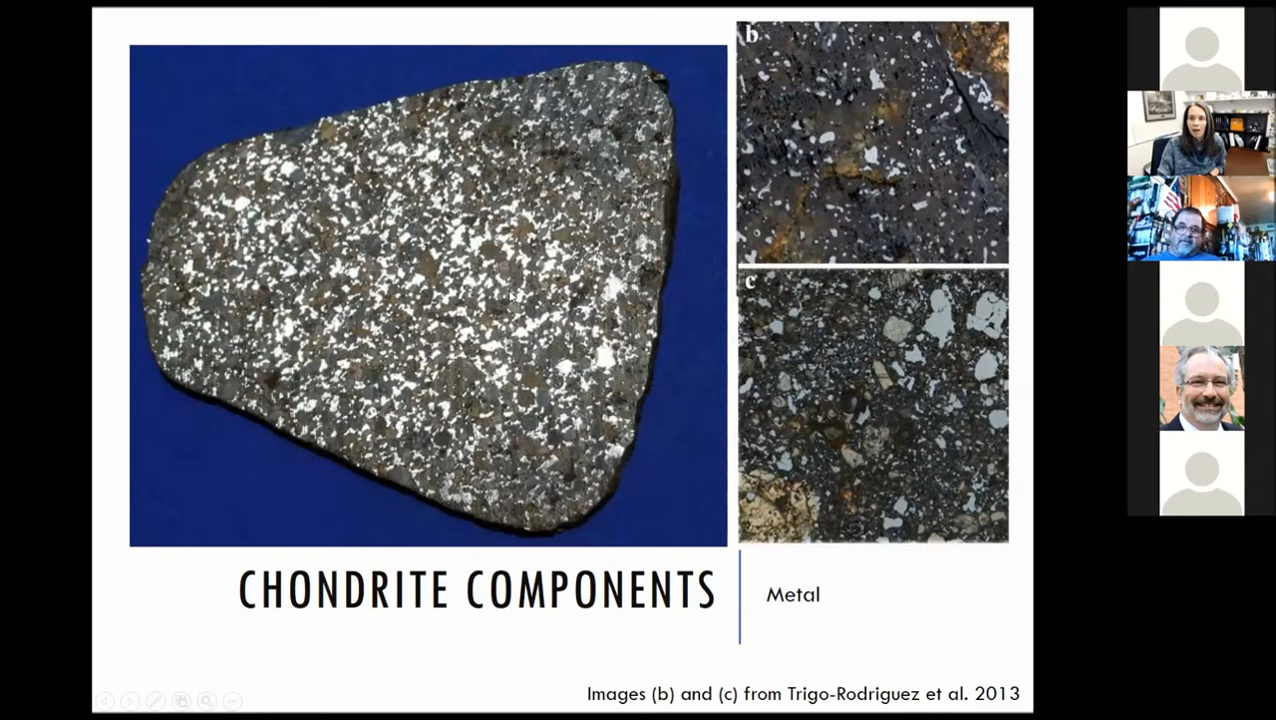 b
c
CHONDRITE COMPONENTS
Metal
Images (b) and (c) from Trigo-Rodriguez et al. 2013